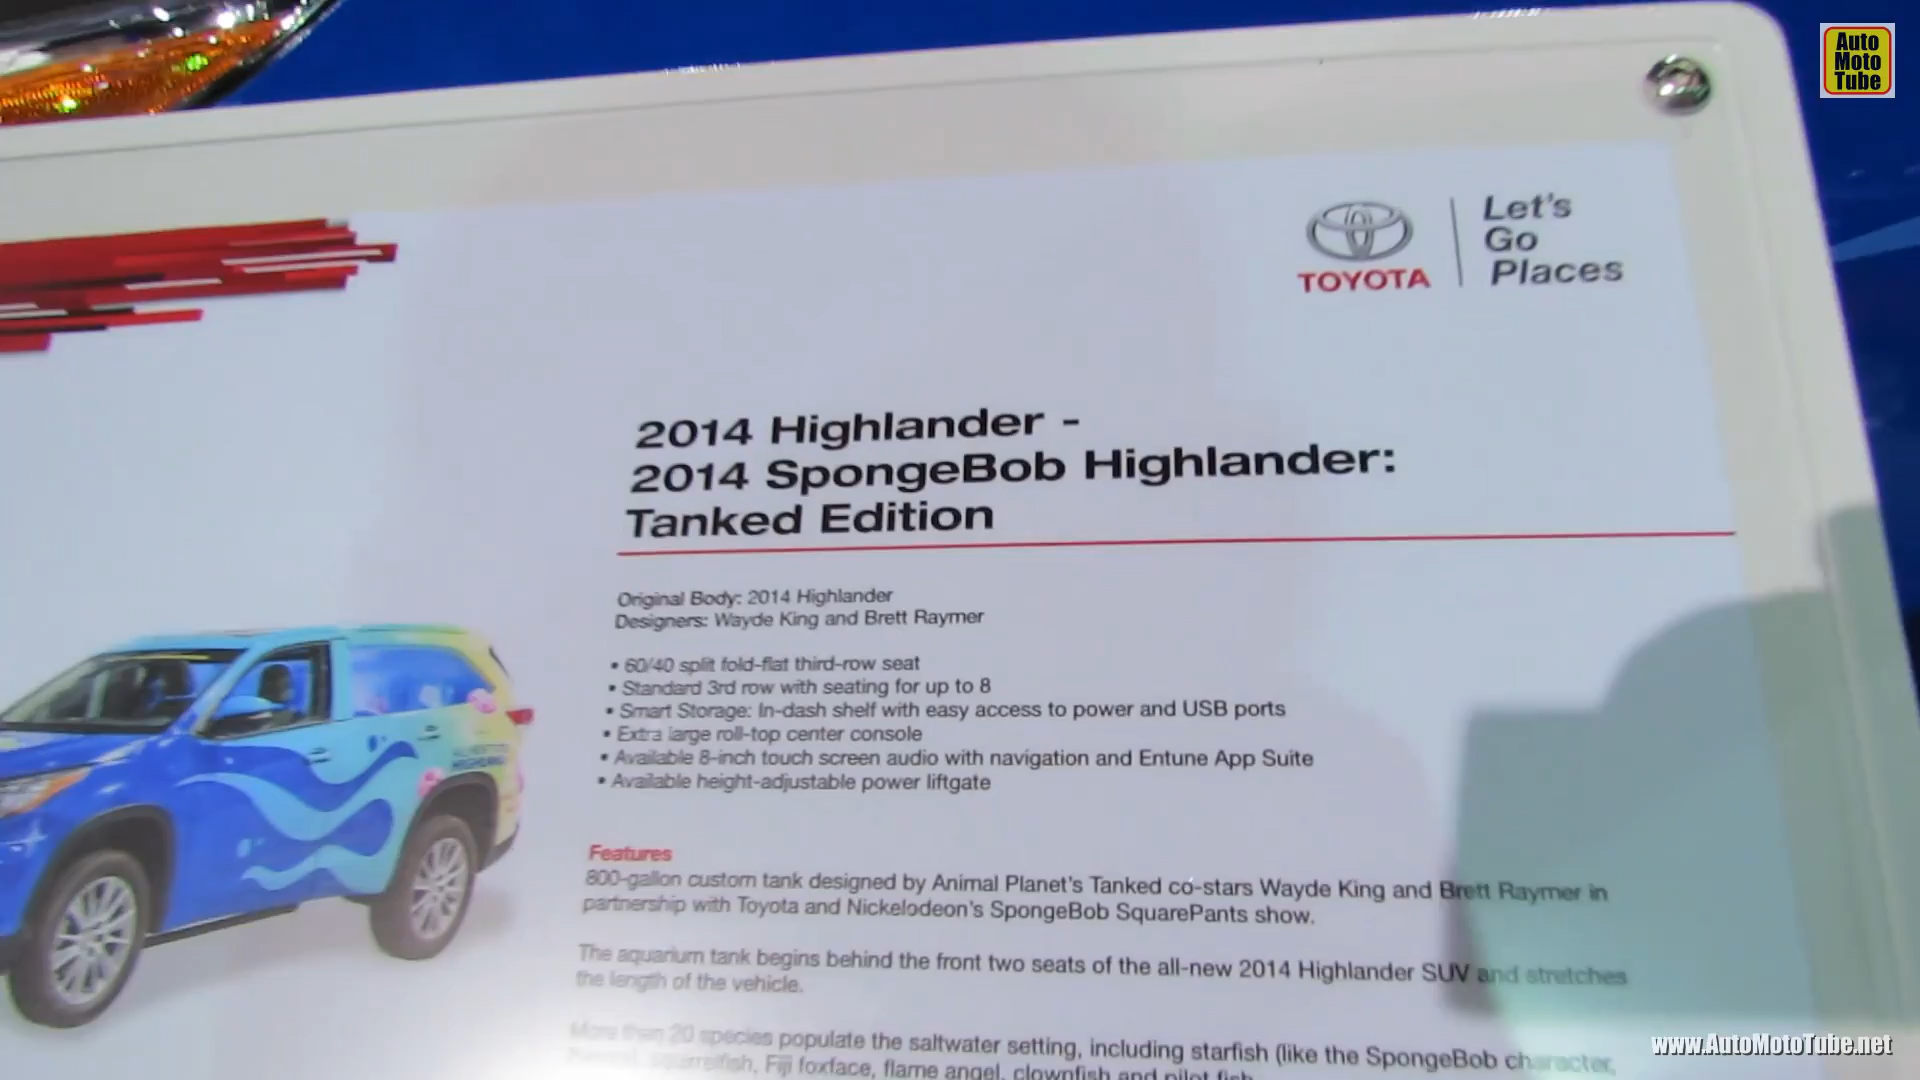 Auto
Moto
Tube
TOYOTA
Let's
Go
Places
2014 Highlander -
2014 SpongeBob Highlander:
Tanked Edition
Original Body: 2014 Highlander
Designers: Wayde King and Brett Raymer
• 60/40 split fold-flat third-row seat
• Standard 3rd row with seating for up to 8
• Smart Storage: In-dash shelf with easy access to power and USB ports
• Extra large roll-top center console
• Available 8-inch touch screen audio with navigation and Entune App Suite
• Available height-adjustable power liftgate
Features
800-gallon custom tank designed by Animal Planet's Tanked co-stars Wayde King and Brett Raymer in
partnership with Toyota and Nickelodeon's SpongeBob SquarePants show.
The aquarium tank begins behind the front two seats of the all-new 2014 Highlander SUV and stretches
the length of the vehicle.
More than 20 species populate the saltwater setting, including starfish (like the SpongeBob character,
squirrelfish, Fiji foxface, flame angel, clownfish and pilot fish
www.AutoMotoTube.net